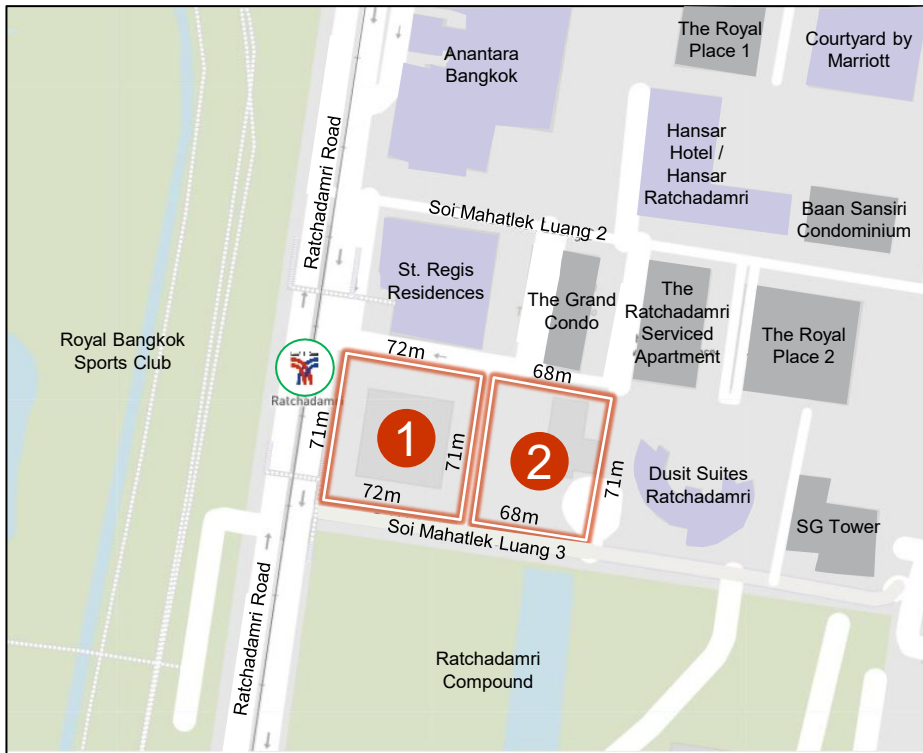 The Royal
Place 1
Courtyard by
Marriott
Anantara
Bangkok
Ratchadamri Road
Hansar
Hotel /
Hansar
Ratchadamri
Soi Mahatlek Luang 2
Baan Sansiri
Condominium
St. Regis
Residences
The Grand
Condo
The
Ratchadamri
Serviced
Apartment
The Royal
Place 2
Royal Bangkok
Sports Club
72m
68m
71m
1
71m
72m
2
68m
71m
Dusit Suites
Ratchadamri
SG Tower
Soi Mahatlek Luang 3
Ratchadamri Road
Ratchadamri
Compound